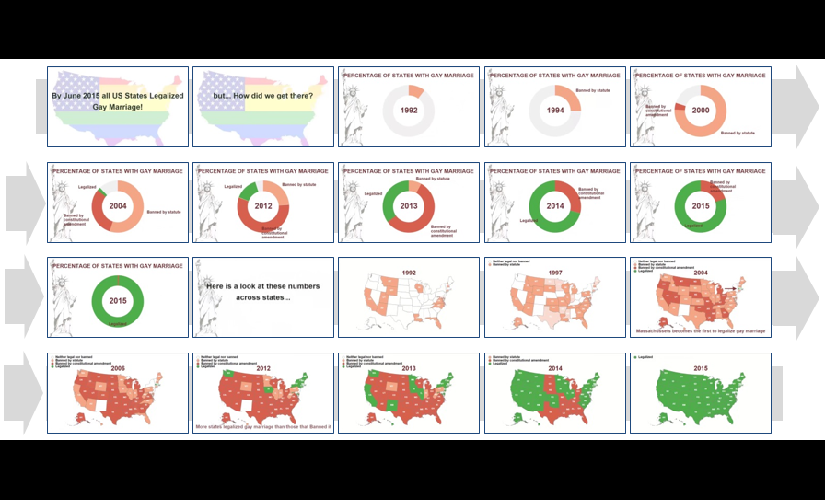 By June 2015 all US States Legalized
Gay Marriage!
but... How did we get there?
PERCENTAGE OF STATES WITH GAY MARRIAGE
1992
PERCENTAGE OF STATES WITH GAY MARRIAGE
Banned by statute
1994
PERCENTAGE OF STATES WITH GAY MARRIAGE
Banned by
constitutional
amendment
2000
Banned by statute
PERCENTAGE OF STATES WITH GAY MARRIAGE
Legalized
2004
Banned by statute
Banned by
constitutional
amendment
PERCENTAGE OF STATES WITH GAY MARRIAGE
Legalized
Banned by statute
2012
Banned by
constitutional
amendment
PERCENTAGE OF STATES WITH GAY MARRIAGE
Banned by statute
Legalized
2013
Banned by
constitutional
amendment
PERCENTAGE OF STATES WITH GAY MARRIAGE
Banned by
constitutional
amendment
2014
Legalized
PERCENTAGE OF STATES WITH GAY MARRIAGE
Banned by
constitutional
amendment
2015
Legalized
PERCENTAGE OF STATES WITH GAY MARRIAGE
2015
Legalized
Here is a look at these numbers
across states...
1992
Neither legal nor banned
Banned by statute
1997
Neither legal nor banned
Banned by statute
Banned by constitutional amendment
Legalized
2004
Massachusetts becomes the first to legalize gay marriage
Neither legal nor banned
Banned by statute
Banned by constitutional amendment
Legalized
Neither legal nor banned
Banned by statute
Banned by constitutional amendment
Legalized
2012
More states legalized gay marriage than those that Banned it
Neither legal nor banned
Banned by statute
Banned by constitutional amendment
Legalized
2013
Banned by statute
Banned by constitutional amendment
Legalized
2014
Legalized
2015